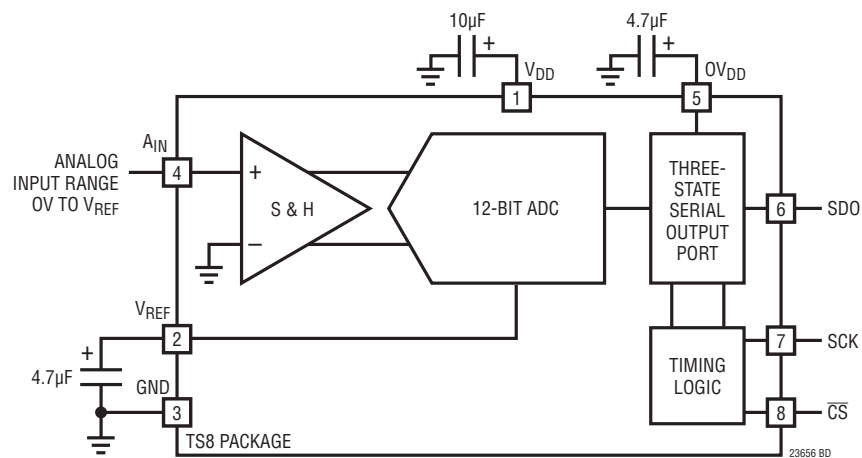 10µF
+
V_DD
1
4.7µF
+
OV_DD
5
A_IN
4
ANALOG
INPUT RANGE
0V TO V_REF
+
S & H
–
12-BIT ADC
THREE-
STATE
SERIAL
OUTPUT
PORT
6
SDO
V_REF
2
+
4.7µF
GND
3
TIMING
LOGIC
7
SCK
8
C̅S̅
TS8 PACKAGE
23656 BD